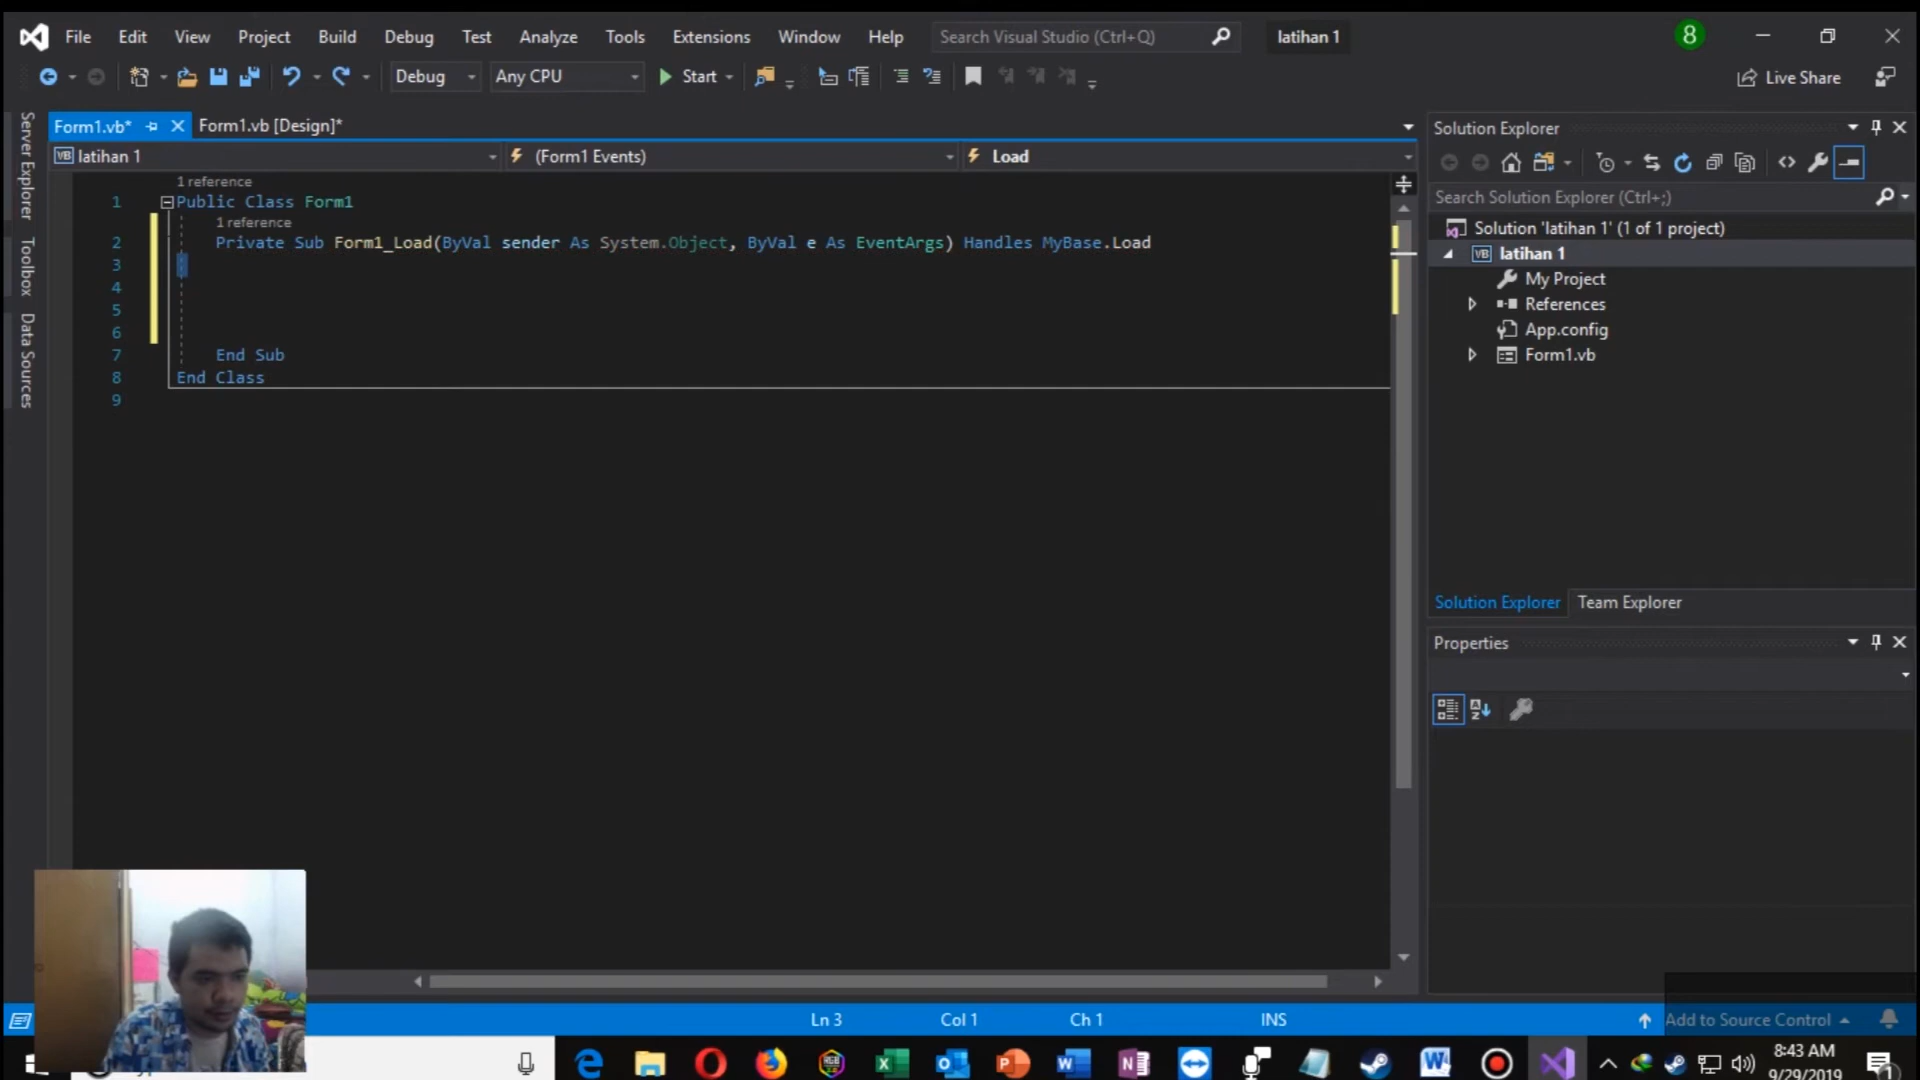 File Edit View Project Build Debug Test Analyze Tools Extensions Window Help Search Visual Studio (Ctrl+Q) latihan 1 8
Debug Any CPU Start Live Share
Server Explorer
Toolbox
Data Sources
Form1.vb* Form1.vb [Design]*
VB latihan 1 (Form1 Events) Load
1 reference
1 Public Class Form1
1 reference
2 Private Sub Form1_Load(ByVal sender As System.Object, ByVal e As EventArgs) Handles MyBase.Load
3
4
5
6
7 End Sub
8 End Class
9
Solution Explorer
Search Solution Explorer (Ctrl+;)
Solution 'latihan 1' (1 of 1 project)
VB latihan 1
My Project
References
App.config
Form1.vb
Solution Explorer Team Explorer
Properties
Ln 3 Col 1 Ch 1 INS Add to Source Control
8:43 AM
9/29/2019